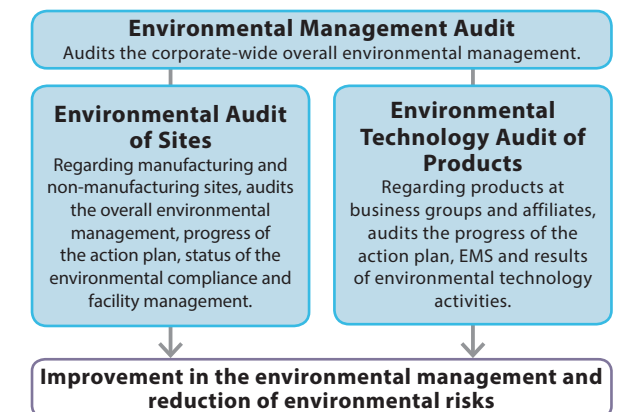 Environmental Management Audit
Audits the corporate-wide overall environmental management.
Environmental Audit
of Sites
Regarding manufacturing and
non-manufacturing sites, audits
the overall environmental
management, progress of
the action plan, status of the
environmental compliance and
facility management.
Environmental
Technology Audit of
Products
Regarding products at
business groups and affiliates,
audits the progress of the
action plan, EMS and results
of environmental technology
activities.
Improvement in the environmental management and
reduction of environmental risks